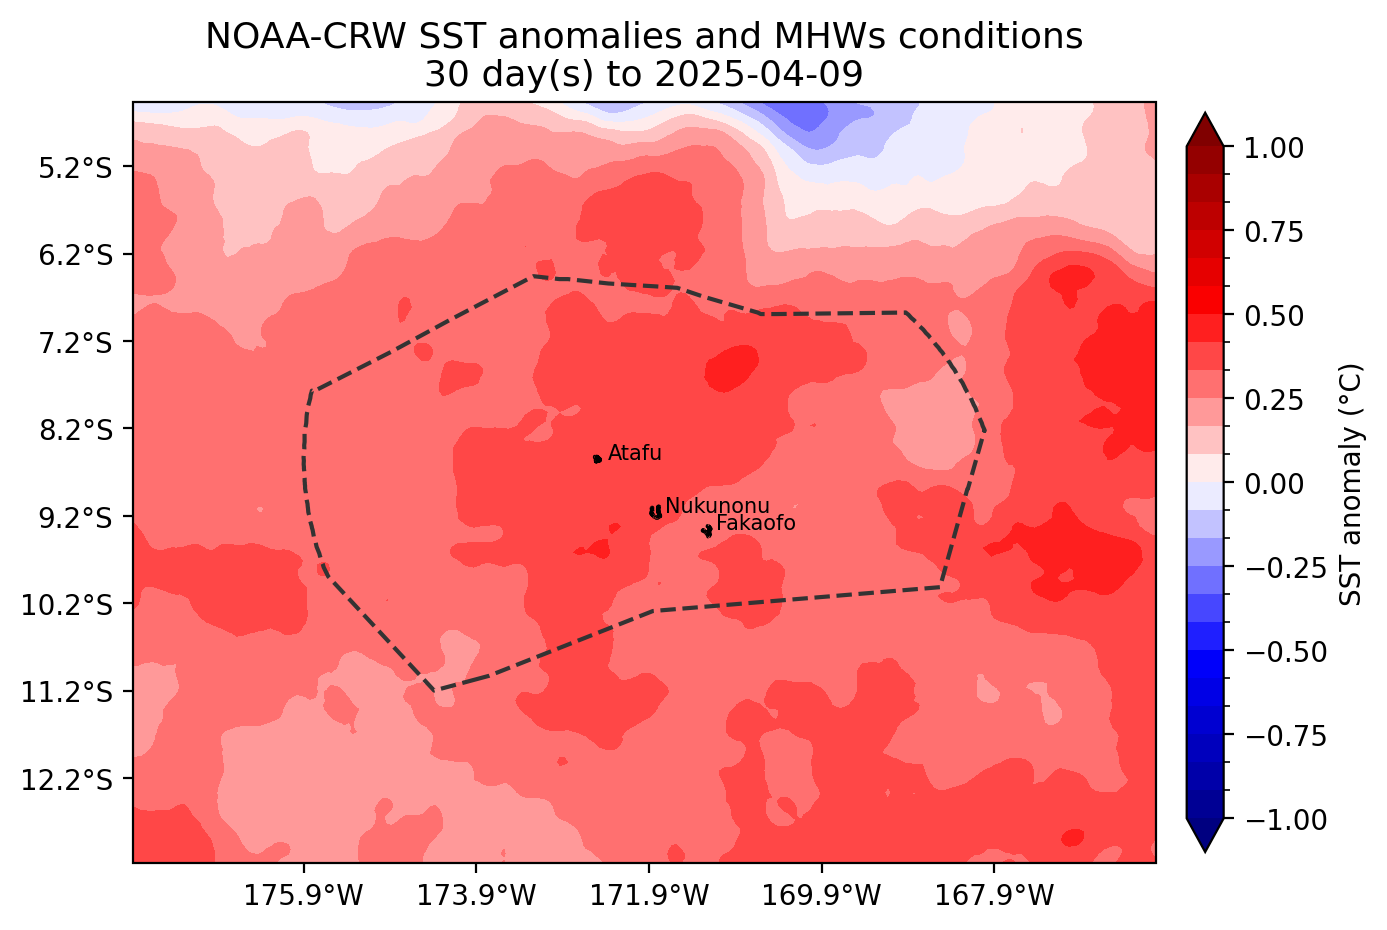 NOAA-CRW SST anomalies and MHWs conditions
30 day(s) to 2025-04-09
5.2°S
6.2°S
7.2°S
8.2°S
9.2°S
10.2°S
11.2°S
12.2°S
Atafu
Nukunonu
Fakaofo
175.9°W
173.9°W
171.9°W
169.9°W
167.9°W
1.00
0.75
0.50
0.25
0.00
−0.25
−0.50
−0.75
−1.00
SST anomaly (°C)